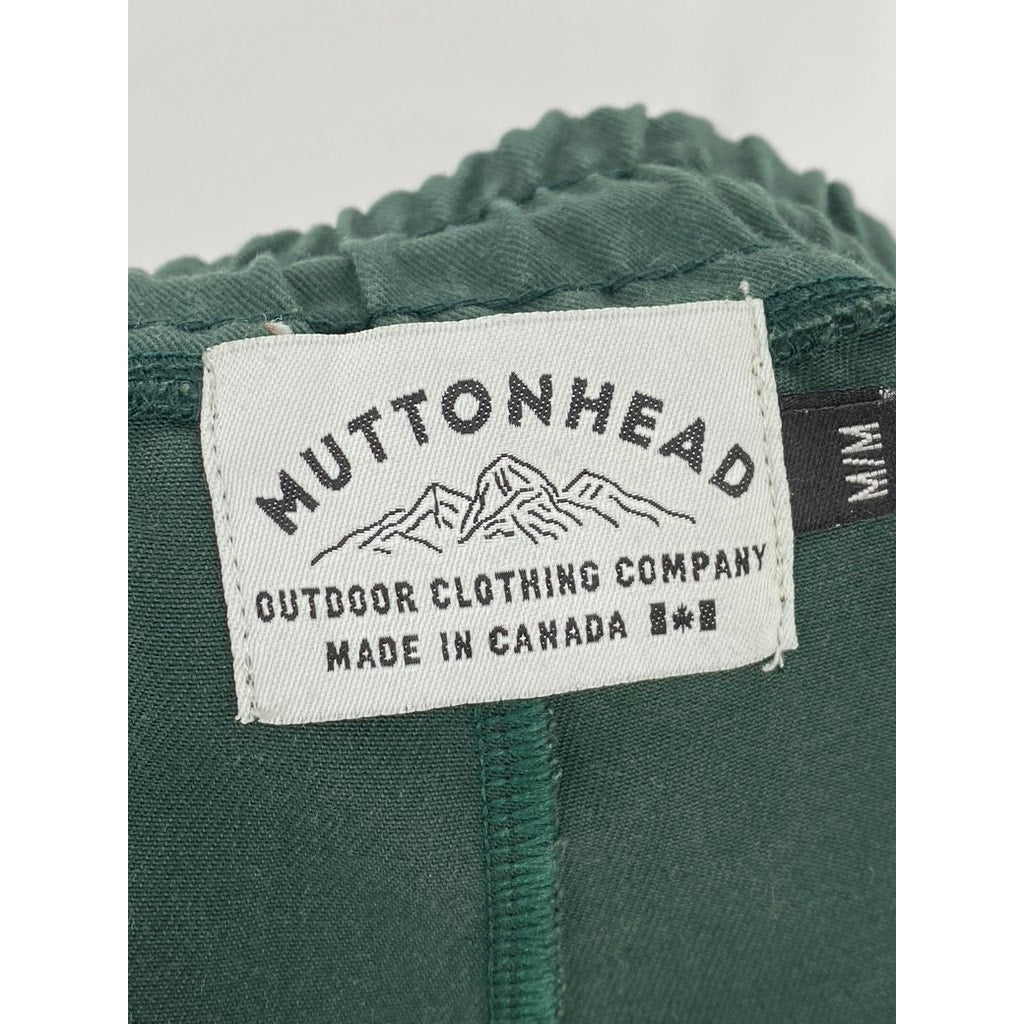 MUTTONHEAD
OUTDOOR CLOTHING COMPANY
MADE IN CANADA
M/M